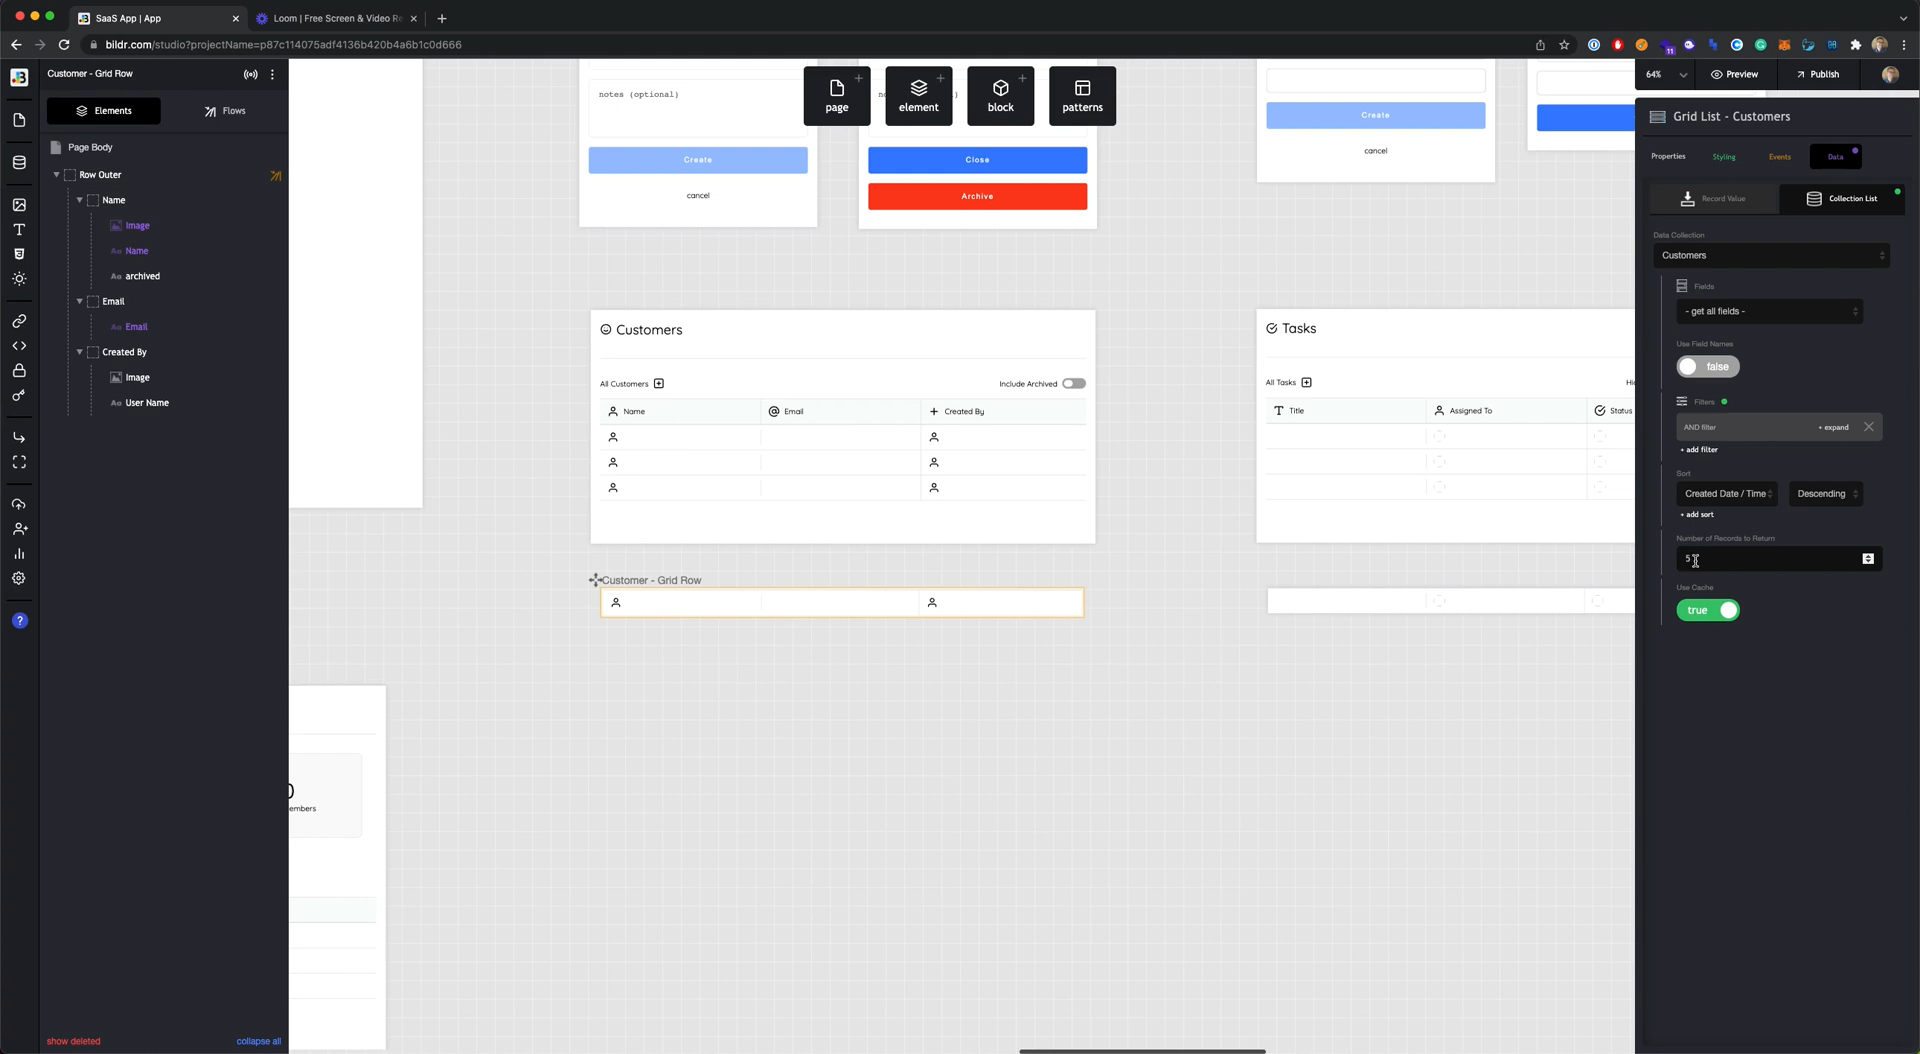 SaaS App | App
Loom | Free Screen & Video Re
bildr.com/studio?projectName=p87c114075adf4136b420b4a6b1c0d666
11
Customer - Grid Row
Elements
Flows
Page Body
Row Outer
Name
Image
Name
archived
Email
Email
Created By
Image
User Name
show deleted
collapse all
page
element
block
patterns
64%
Preview
Publish
notes (optional)
Create
cancel
Close
Archive
Create
cancel
Customers
All Customers
Include Archived
Name
Email
Created By
Customer - Grid Row
Tasks
All Tasks
Title
Assigned To
Status
embers
Grid List - Customers
Properties
Styling
Events
Data
Record Value
Collection List
Data Collection
Customers
Fields
- get all fields -
Use Field Names
false
Filters
AND filter
+ expand
+ add filter
Sort
Created Date / Time
Descending
+ add sort
Number of Records to Return
5
Use Cache
true